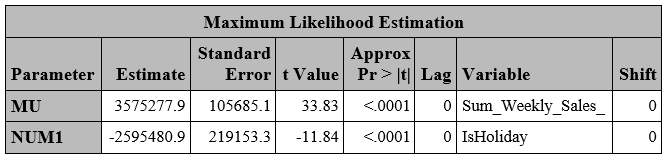 Maximum Likelihood Estimation
Parameter Estimate Standard Error t Value Approx Pr > |t| Lag Variable Shift
MU 3575277.9 105685.1 33.83 <.0001 0 Sum_Weekly_Sales_ 0
NUM1 -2595480.9 219153.3 -11.84 <.0001 0 IsHoliday 0